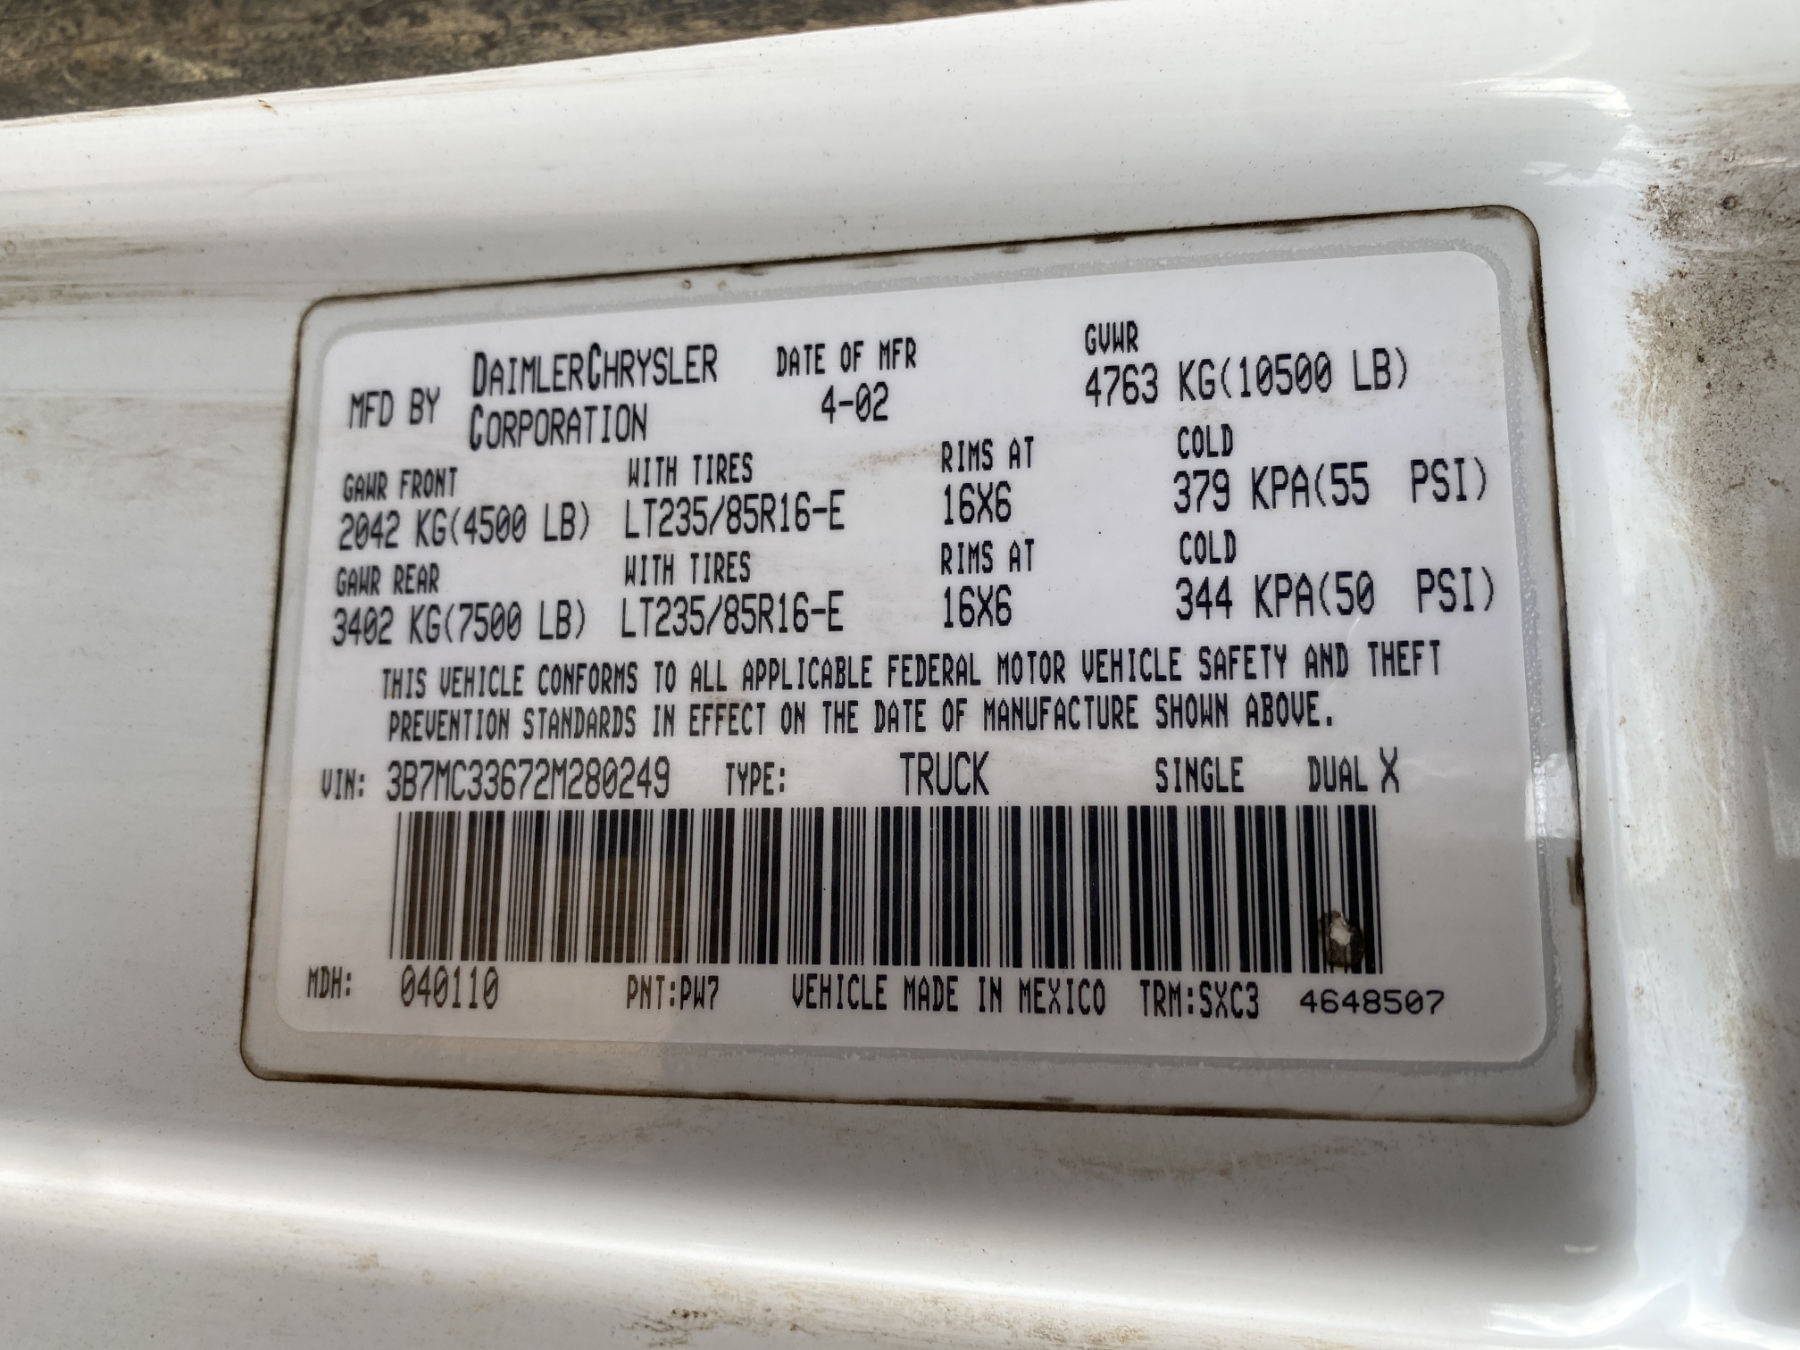 MFD BY DAIMLERCHRYSLER CORPORATION
DATE OF MFR
4-02
GVWR
4763 KG(10500 LB)
GAWR FRONT WITH TIRES RIMS AT COLD
2042 KG(4500 LB) LT235/85R16-E 16X6 379 KPA(55 PSI)
GAWR REAR WITH TIRES RIMS AT COLD
3402 KG(7500 LB) LT235/85R16-E 16X6 344 KPA(50 PSI)
THIS VEHICLE CONFORMS TO ALL APPLICABLE FEDERAL MOTOR VEHICLE SAFETY AND THEFT
PREVENTION STANDARDS IN EFFECT ON THE DATE OF MANUFACTURE SHOWN ABOVE.
VIN: 3B7MC33672M280249 TYPE: TRUCK SINGLE DUAL X
MDH: 040110 PNT:PW7 VEHICLE MADE IN MEXICO TRM:SXC3 4648507